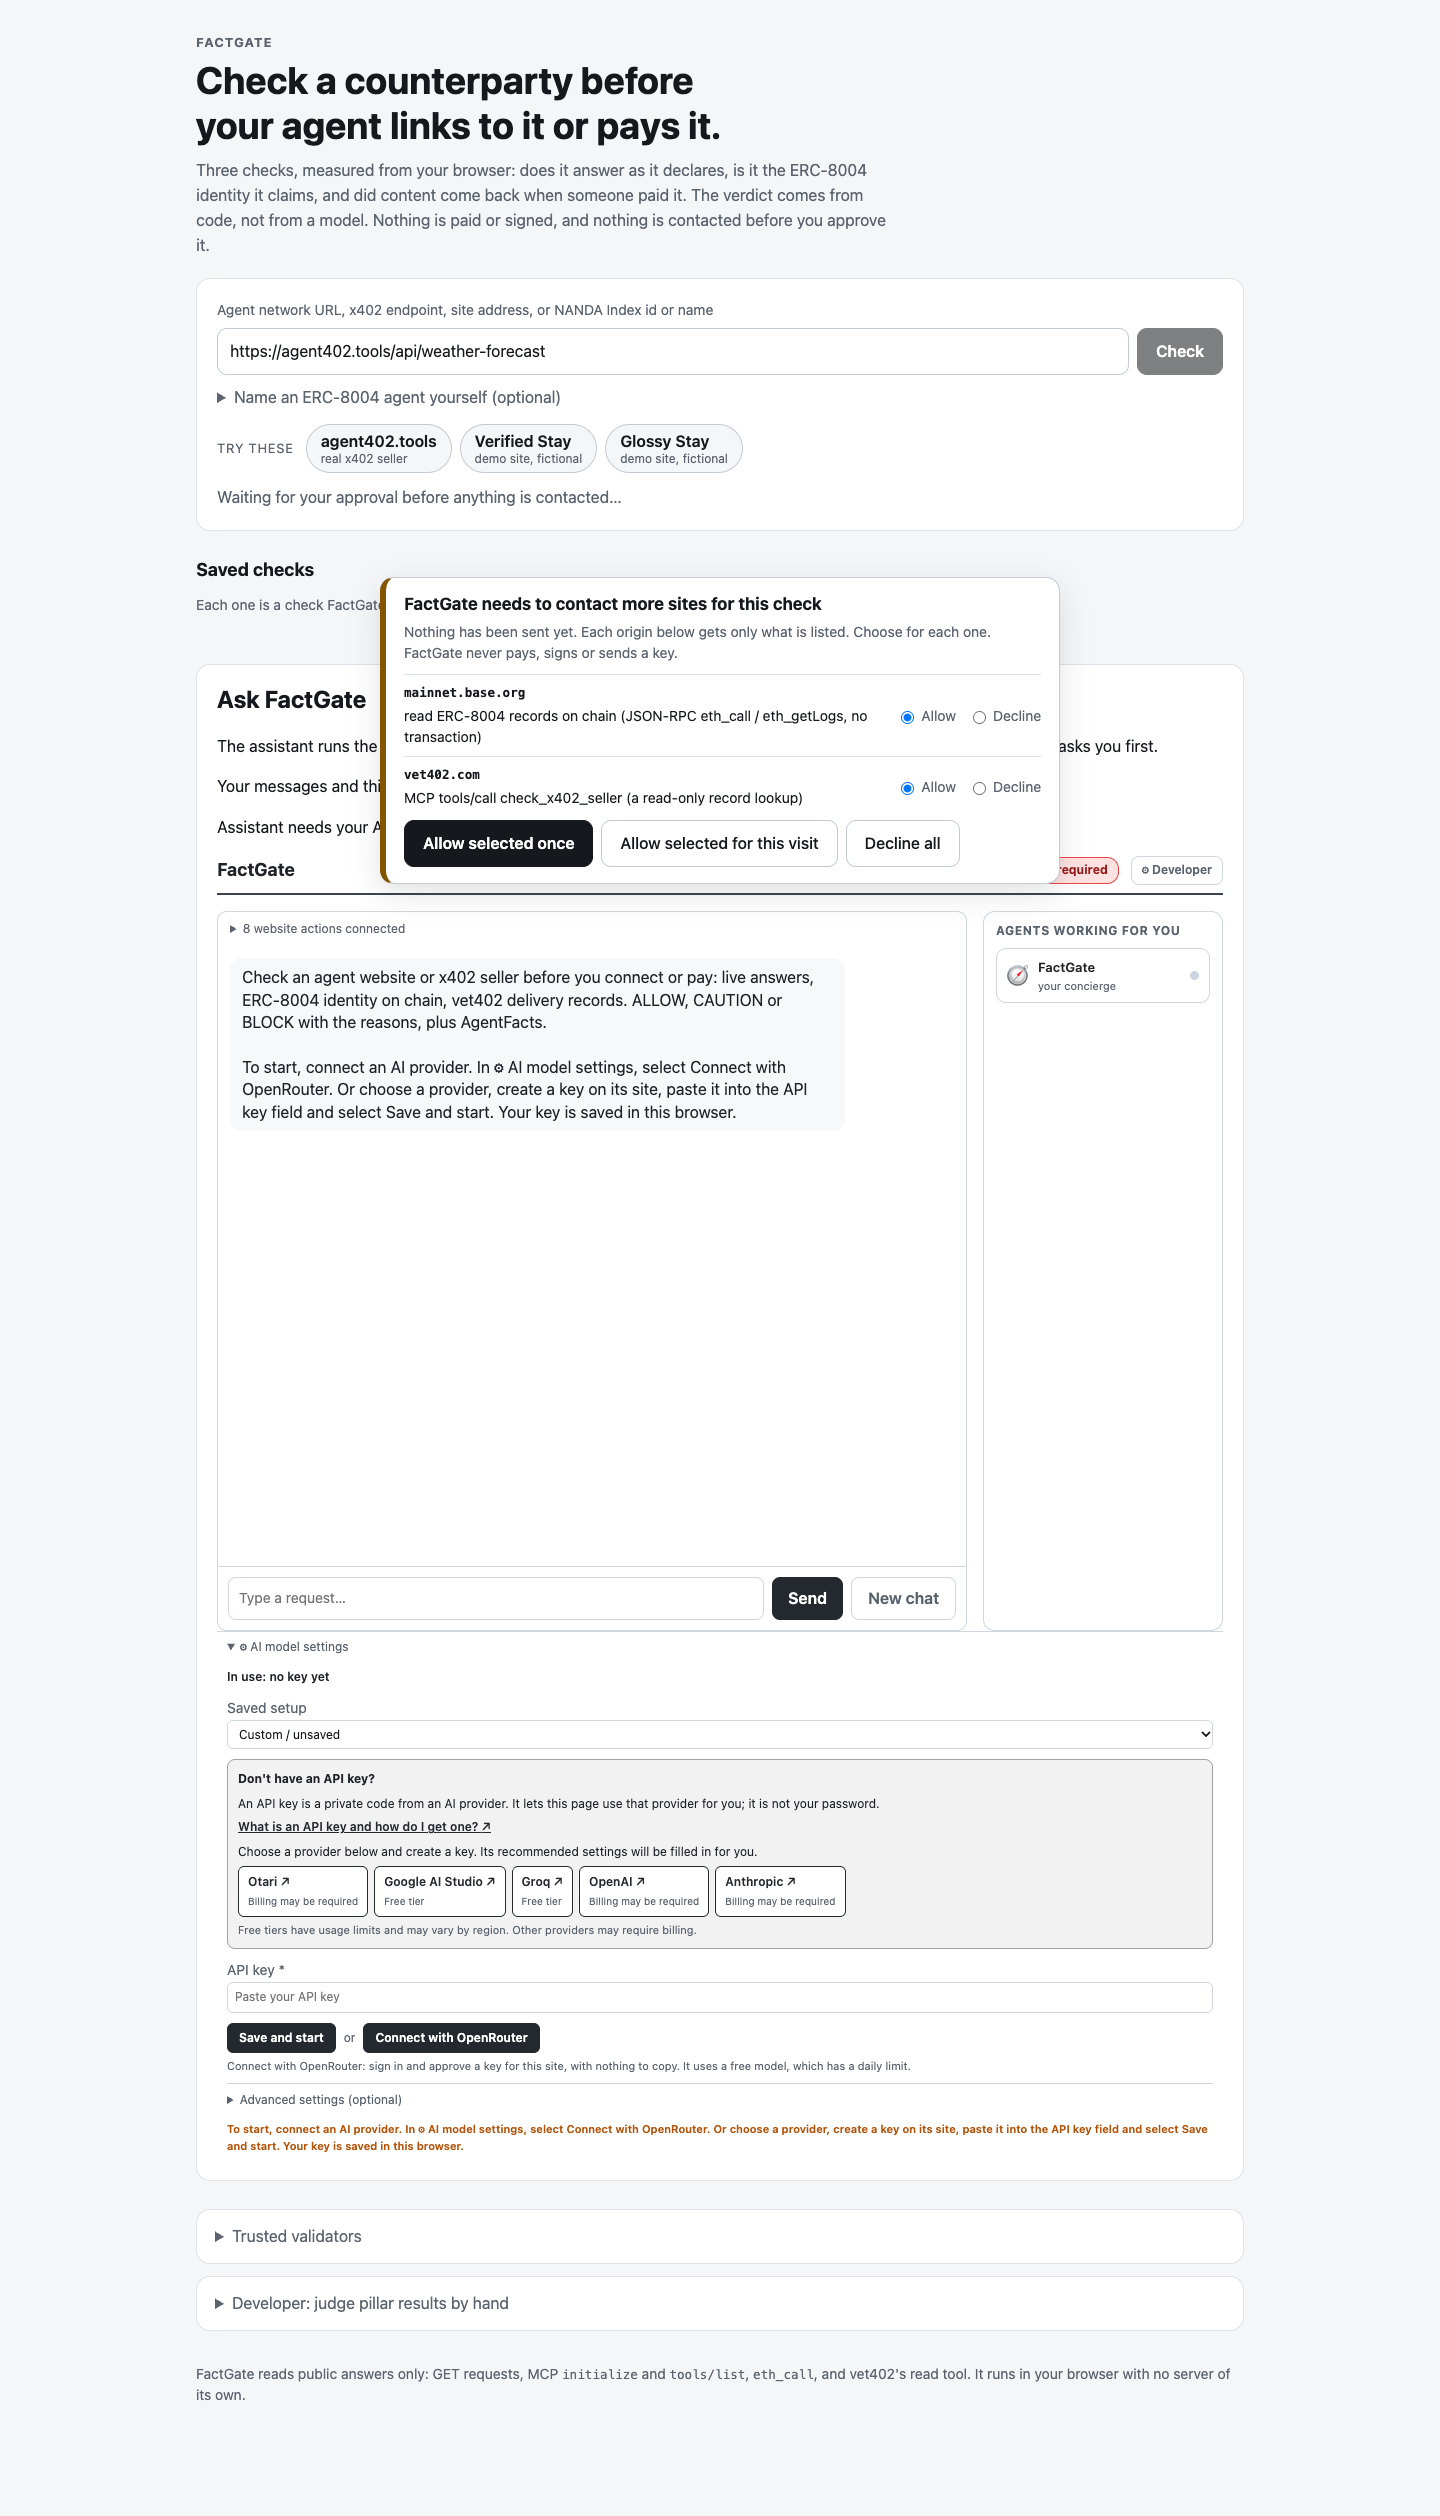 FACTGATE
Check a counterparty before
your agent links to it or pays it.
Three checks, measured from your browser: does it answer as it declares, is it the ERC-8004
identity it claims, and did content come back when someone paid it. The verdict comes from
code, not from a model. Nothing is paid or signed, and nothing is contacted before you approve
it.
Agent network URL, x402 endpoint, site address, or NANDA Index id or name
https://agent402.tools/api/weather-forecast
Check
Name an ERC-8004 agent yourself (optional)
TRY THESE
agent402.tools
real x402 seller
Verified Stay
demo site, fictional
Glossy Stay
demo site, fictional
Waiting for your approval before anything is contacted...
Saved checks
Each one is a check FactGate
FactGate needs to contact more sites for this check
Nothing has been sent yet. Each origin below gets only what is listed. Choose for each one.
FactGate never pays, signs or sends a key.
mainnet.base.org
read ERC-8004 records on chain (JSON-RPC eth_call / eth_getLogs, no
transaction)
Allow
Decline
vet402.com
MCP tools/call check_x402_seller (a read-only record lookup)
Allow
Decline
Allow selected once
Allow selected for this visit
Decline all
Ask FactGate
The assistant runs the
asks you first.
Your messages and
Assistant needs your
FactGate
required
⚙ Developer
8 website actions connected
Check an agent website or x402 seller before you connect or pay: live answers,
ERC-8004 identity on chain, vet402 delivery records. ALLOW, CAUTION or
BLOCK with the reasons, plus AgentFacts.
To start, connect an AI provider. In ⚙ AI model settings, select Connect with
OpenRouter. Or choose a provider, create a key on its site, paste it into the API
key field and select Save and start. Your key is saved in this browser.
AGENTS WORKING FOR YOU
FactGate
your concierge
Type a request...
Send
New chat
⚙ AI model settings
In use: no key yet
Saved setup
Custom / unsaved
Don't have an API key?
An API key is a private code from an AI provider. It lets this page use that provider for you; it is not your password.
What is an API key and how do I get one? ↗
Choose a provider below and create a key. Its recommended settings will be filled in for you.
Otari ↗
Billing may be required
Google AI Studio ↗
Free tier
Groq ↗
Free tier
OpenAI ↗
Billing may be required
Anthropic ↗
Billing may be required
Free tiers have usage limits and may vary by region. Other providers may require billing.
API key *
Paste your API key
Save and start
or
Connect with OpenRouter
Connect with OpenRouter: sign in and approve a key for this site, with nothing to copy. It uses a free model, which has a daily limit.
Advanced settings (optional)
To start, connect an AI provider. In ⚙ AI model settings, select Connect with OpenRouter. Or choose a provider, create a key on its site, paste it into the API key field and select Save
and start. Your key is saved in this browser.
Trusted validators
Developer: judge pillar results by hand
FactGate reads public answers only: GET requests, MCP initialize and tools/list, eth_call, and vet402's read tool. It runs in your browser with no server of
its own.